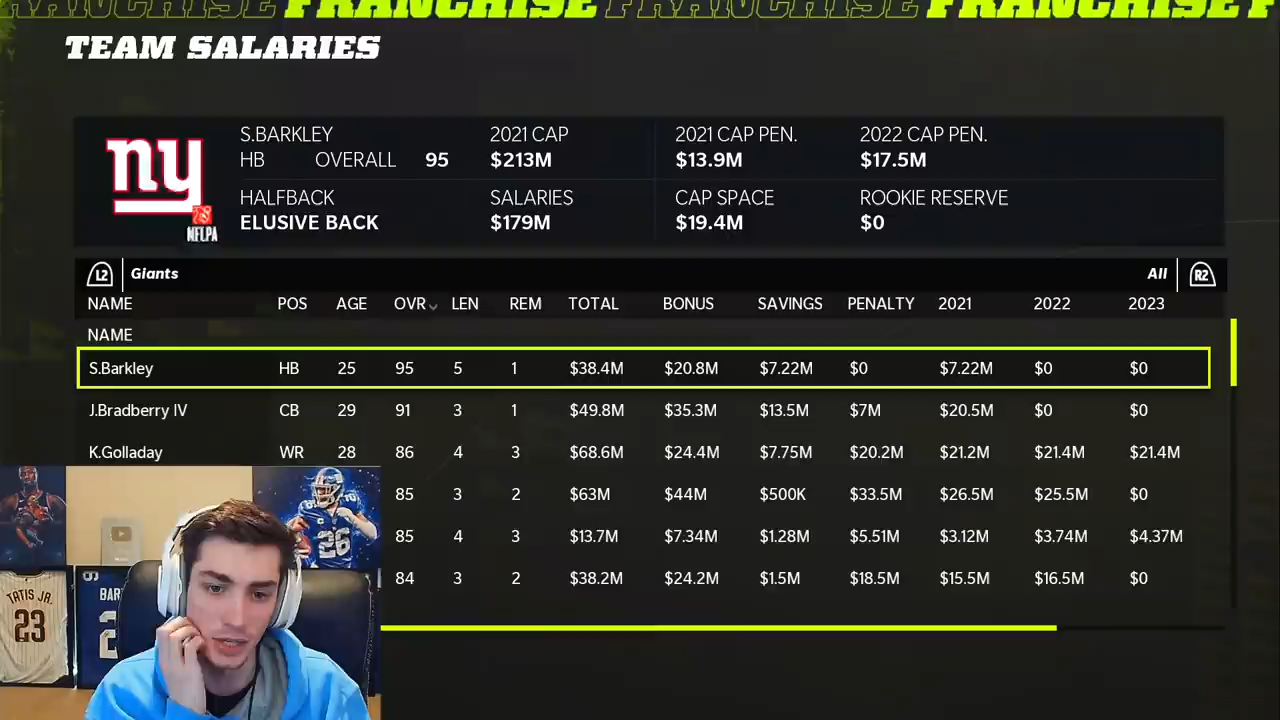 FRANCHISE FRANCHISE FRANCHISE FRANCHISE F
TEAM SALARIES
ny
NFLPA
S.BARKLEY
HB OVERALL 95
HALFBACK
ELUSIVE BACK
2021 CAP
$213M
SALARIES
$179M
2021 CAP PEN.
$13.9M
CAP SPACE
$19.4M
2022 CAP PEN.
$17.5M
ROOKIE RESERVE
$0
L2 Giants All R2
NAME POS AGE OVR LEN REM TOTAL BONUS SAVINGS PENALTY 2021 2022 2023
NAME
S.Barkley HB 25 95 5 1 $38.4M $20.8M $7.22M $0 $7.22M $0 $0
J.Bradberry IV CB 29 91 3 1 $49.8M $35.3M $13.5M $7M $20.5M $0 $0
K.Golladay WR 28 86 4 3 $68.6M $24.4M $7.75M $20.2M $21.2M $21.4M $21.4M
85 3 2 $63M $44M $500K $33.5M $26.5M $25.5M $0
85 4 3 $13.7M $7.34M $1.28M $5.51M $3.12M $3.74M $4.37M
84 3 2 $38.2M $24.2M $1.5M $18.5M $15.5M $16.5M $0
26
TATIS JR.
23
BAR
2